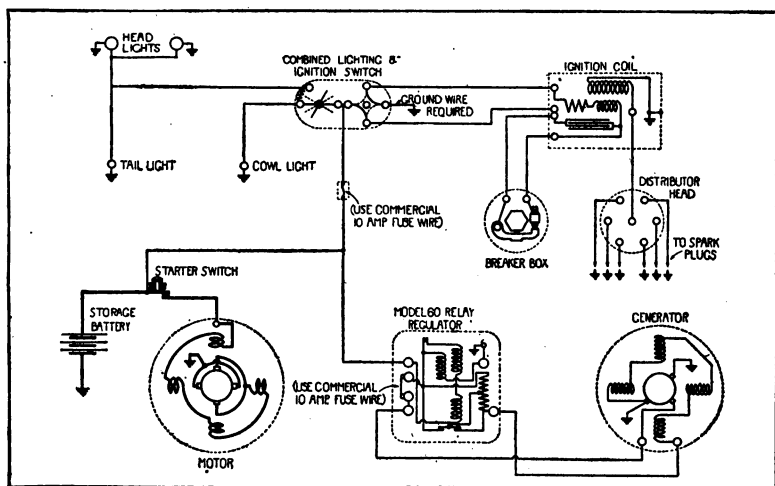 HEAD
LIGHTS
COMBINED LIGHTING &
IGNITION SWITCH
IGNITION COIL
GROUND WIRE
REQUIRED
TAIL LIGHT
COWL LIGHT
(USE COMMERCIAL
10 AMP FUSE WIRE)
BREAKER BOX
DISTRIBUTOR
HEAD
TO SPARK
PLUGS
STARTER SWITCH
STORAGE
BATTERY
MODEL 60 RELAY
REGULATOR
GENERATOR
(USE COMMERCIAL
10 AMP FUSE WIRE)
MOTOR